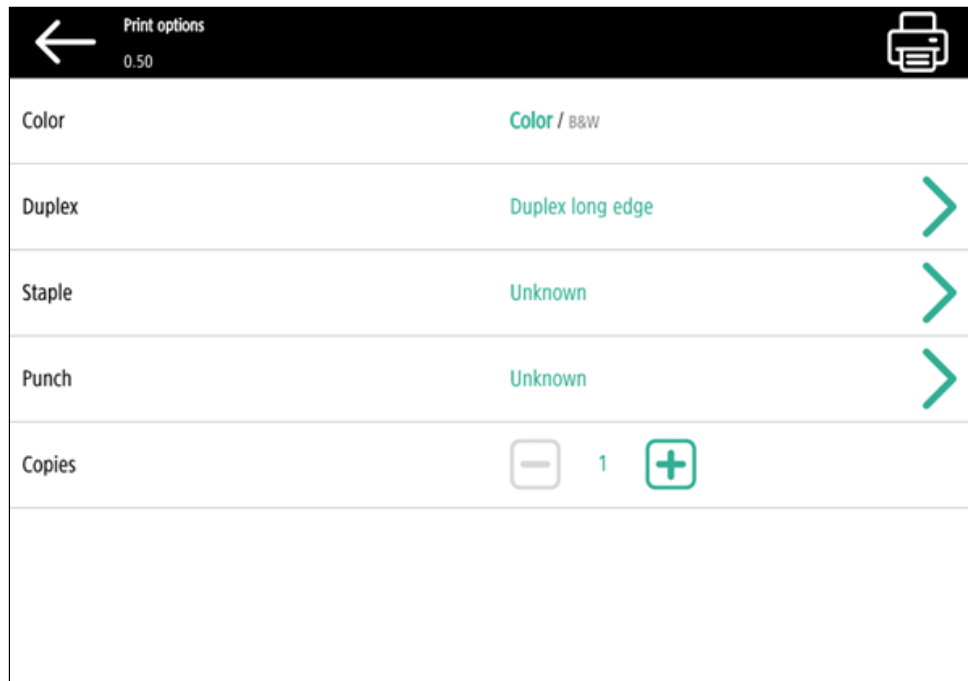 Print options
0.50
Color Color / B&W
Duplex Duplex long edge
Staple Unknown
Punch Unknown
Copies 1